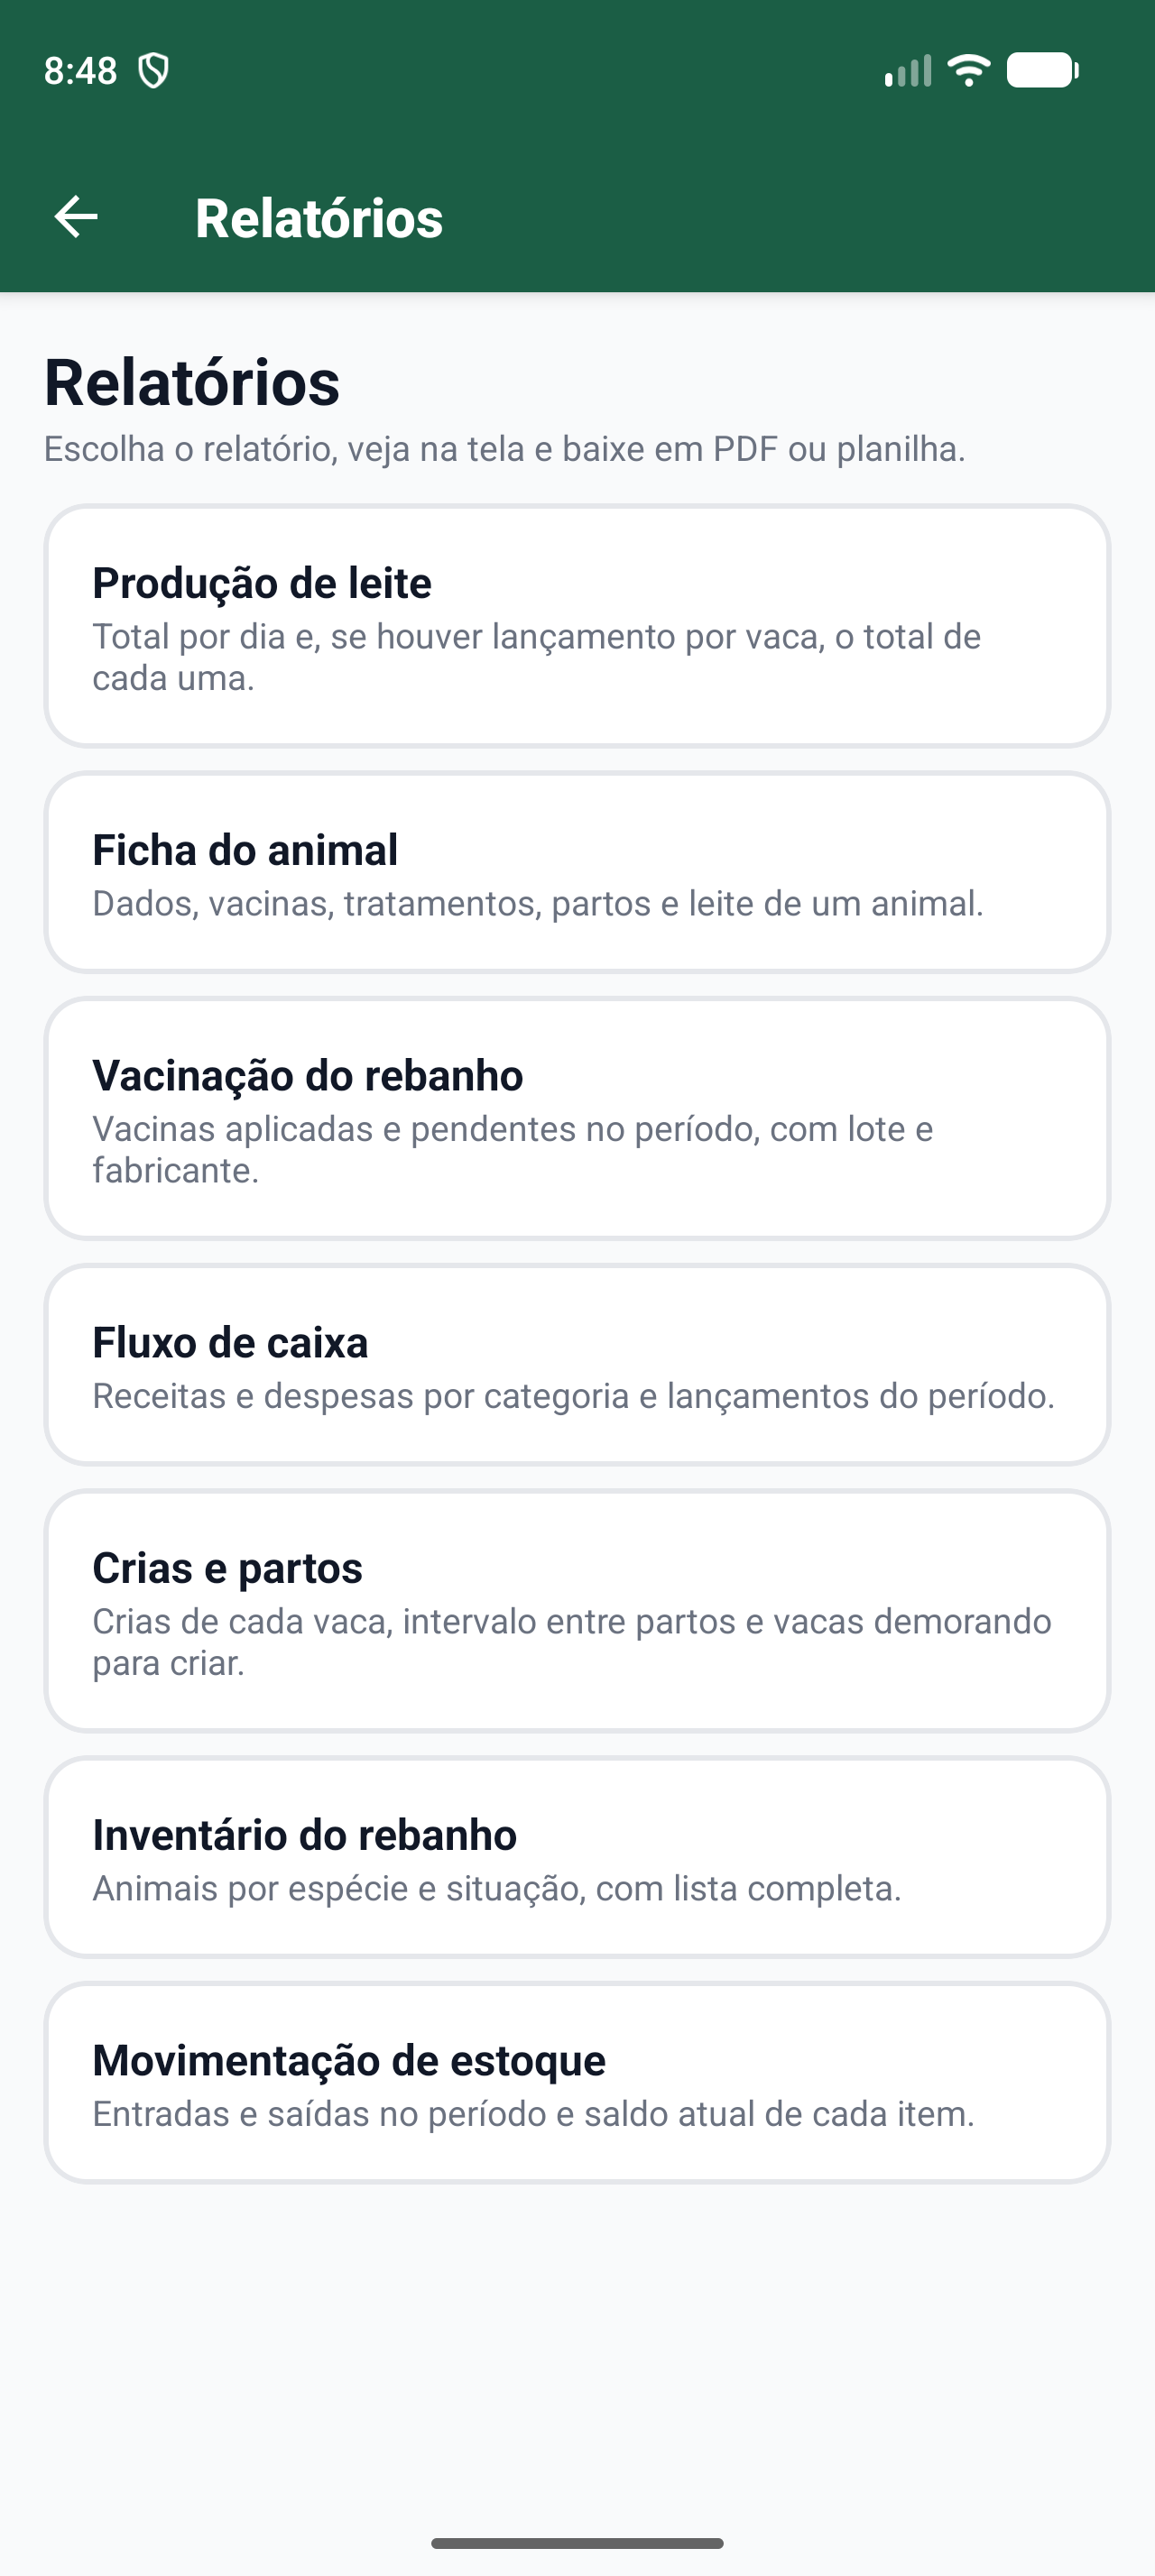 8:48
Relatórios
Relatórios
Escolha o relatório, veja na tela e baixe em PDF ou planilha.
Produção de leite
Total por dia e, se houver lançamento por vaca, o total de
cada uma.
Ficha do animal
Dados, vacinas, tratamentos, partos e leite de um animal.
Vacinação do rebanho
Vacinas aplicadas e pendentes no período, com lote e
fabricante.
Fluxo de caixa
Receitas e despesas por categoria e lançamentos do período.
Crias e partos
Crias de cada vaca, intervalo entre partos e vacas demorando
para criar.
Inventário do rebanho
Animais por espécie e situação, com lista completa.
Movimentação de estoque
Entradas e saídas no período e saldo atual de cada item.